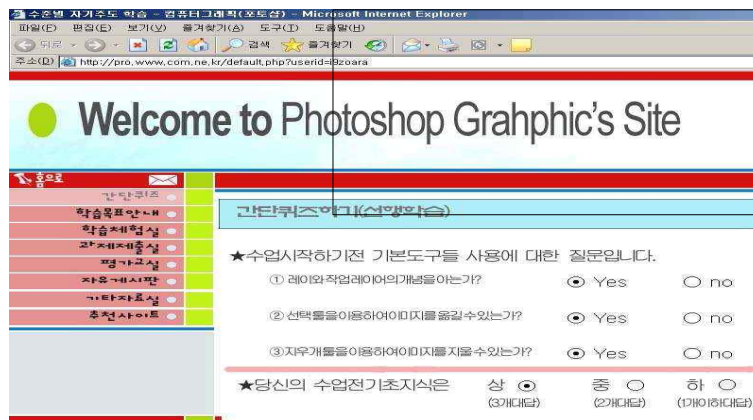 수준별 자기주도 학습 - 컴퓨터그래픽(포토샵) - Microsoft Internet Explorer
파일(F) 편집(E) 보기(V) 즐겨찾기(A) 도구(T) 도움말(H)
뒤로 검색 즐겨찾기
주소(D) http://pro.www.com.ne.kr/default.php?userid=i9zoara
Welcome to Photoshop Grahphic's Site
홈으로
간단퀴즈
학습목표안내
학습체험실
과제제출실
평가교실
자유게시판
기타자료실
추천사이트
간단퀴즈하기(선행학습)
★수업시작하기전 기본도구들 사용에 대한 질문입니다.
① 레이와작업레이어의개념을아는가? Yes no
② 선택툴을이용하여이미지를옮길수있는가? Yes no
③지우개툴을이용하여이미지를지울수있는가? Yes no
★당신의 수업전기초지식은 상 중 하
(3개대답) (2개대답) (1개이하대답)